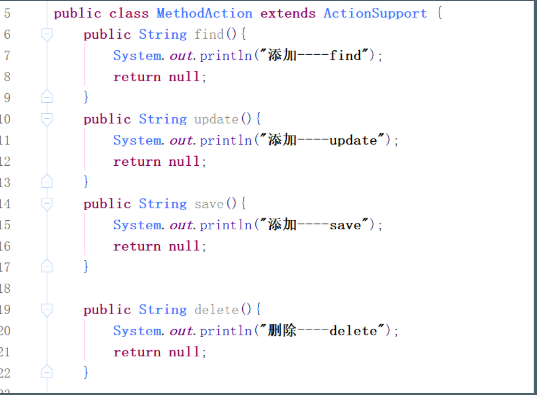 5 public class MethodAction extends ActionSupport {
6 public String find(){
7 System.out.println("添加----find");
8 return null;
9 }
10 public String update(){
11 System.out.println("添加----update");
12 return null;
13 }
14 public String save(){
15 System.out.println("添加----save");
16 return null;
17 }
18
19 public String delete(){
20 System.out.println("删除----delete");
21 return null;
22 }